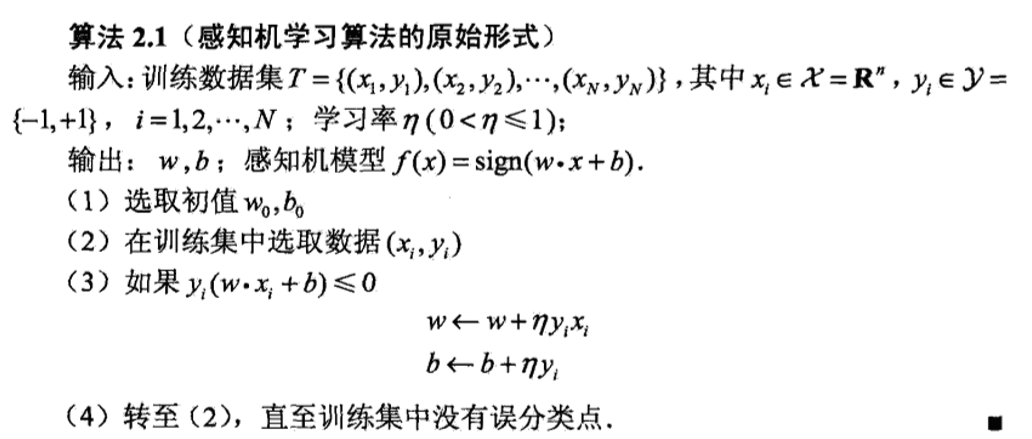 算法 2.1（感知机学习算法的原始形式）
输入：训练数据集 T = {(x₁,y₁),(x₂,y₂),⋯,(x_N,y_N)}，其中 xᵢ ∈ 𝒳 = Rⁿ，yᵢ ∈ 𝒴 =
{−1,+1}，i = 1,2,⋯,N；学习率 η (0 < η ≤ 1)；
输出：w,b；感知机模型 f(x) = sign(w•x + b)．
（1）选取初值 w₀,b₀
（2）在训练集中选取数据 (xᵢ,yᵢ)
（3）如果 yᵢ(w•xᵢ + b) ≤ 0
w ← w + ηyᵢxᵢ
b ← b + ηyᵢ
（4）转至（2），直至训练集中没有误分类点．■